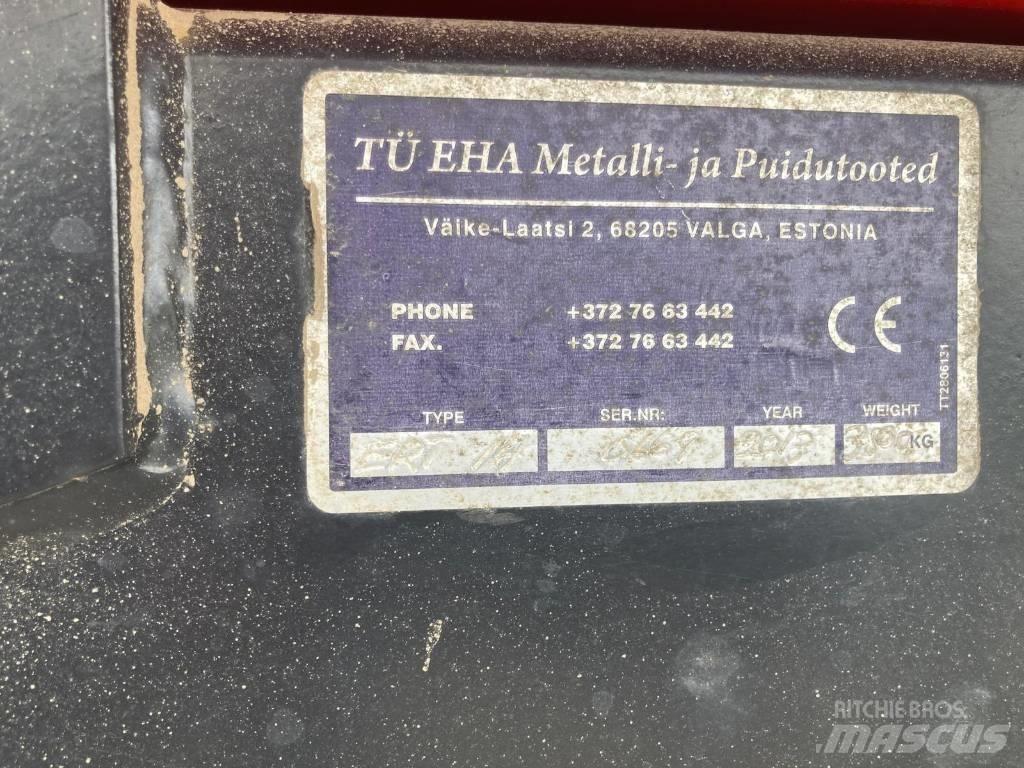 TÜ EHA Metalli- ja Puidutooted
Väike-Laatsi 2, 68205 VALGA, ESTONIA
PHONE +372 76 63 442
FAX. +372 76 63 442
CE
TT2806131
TYPE SER.NR: YEAR WEIGHT
KG
RITCHIE BROS.
MASCUS